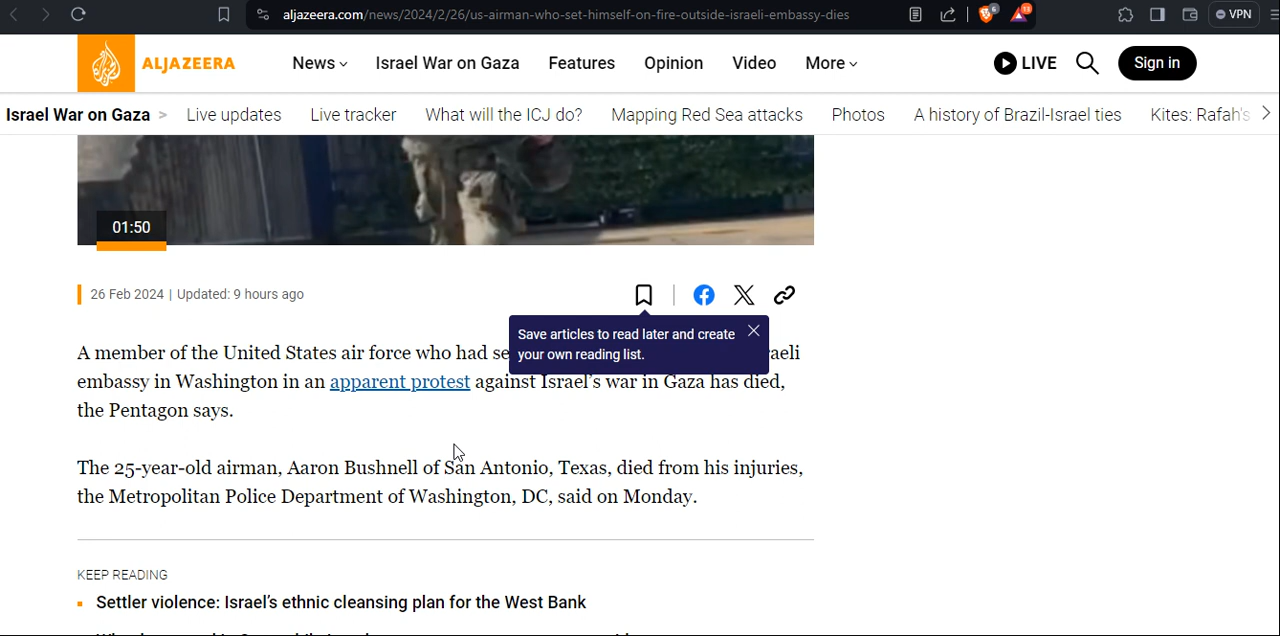 aljazeera.com/news/2024/2/26/us-airman-who-set-himself-on-fire-outside-israeli-embassy-dies
6
13
VPN
ALJAZEERA
News
Israel War on Gaza
Features
Opinion
Video
More
LIVE
Sign in
Israel War on Gaza >
Live updates
Live tracker
What will the ICJ do?
Mapping Red Sea attacks
Photos
A history of Brazil-Israel ties
Kites: Rafah's
01:50
26 Feb 2024 | Updated: 9 hours ago
Save articles to read later and create
your own reading list.
A member of the United States air force who had se
embassy in Washington in an apparent protest against Israel's war in Gaza has died,
the Pentagon says.
The 25-year-old airman, Aaron Bushnell of San Antonio, Texas, died from his injuries,
the Metropolitan Police Department of Washington, DC, said on Monday.
KEEP READING
Settler violence: Israel's ethnic cleansing plan for the West Bank